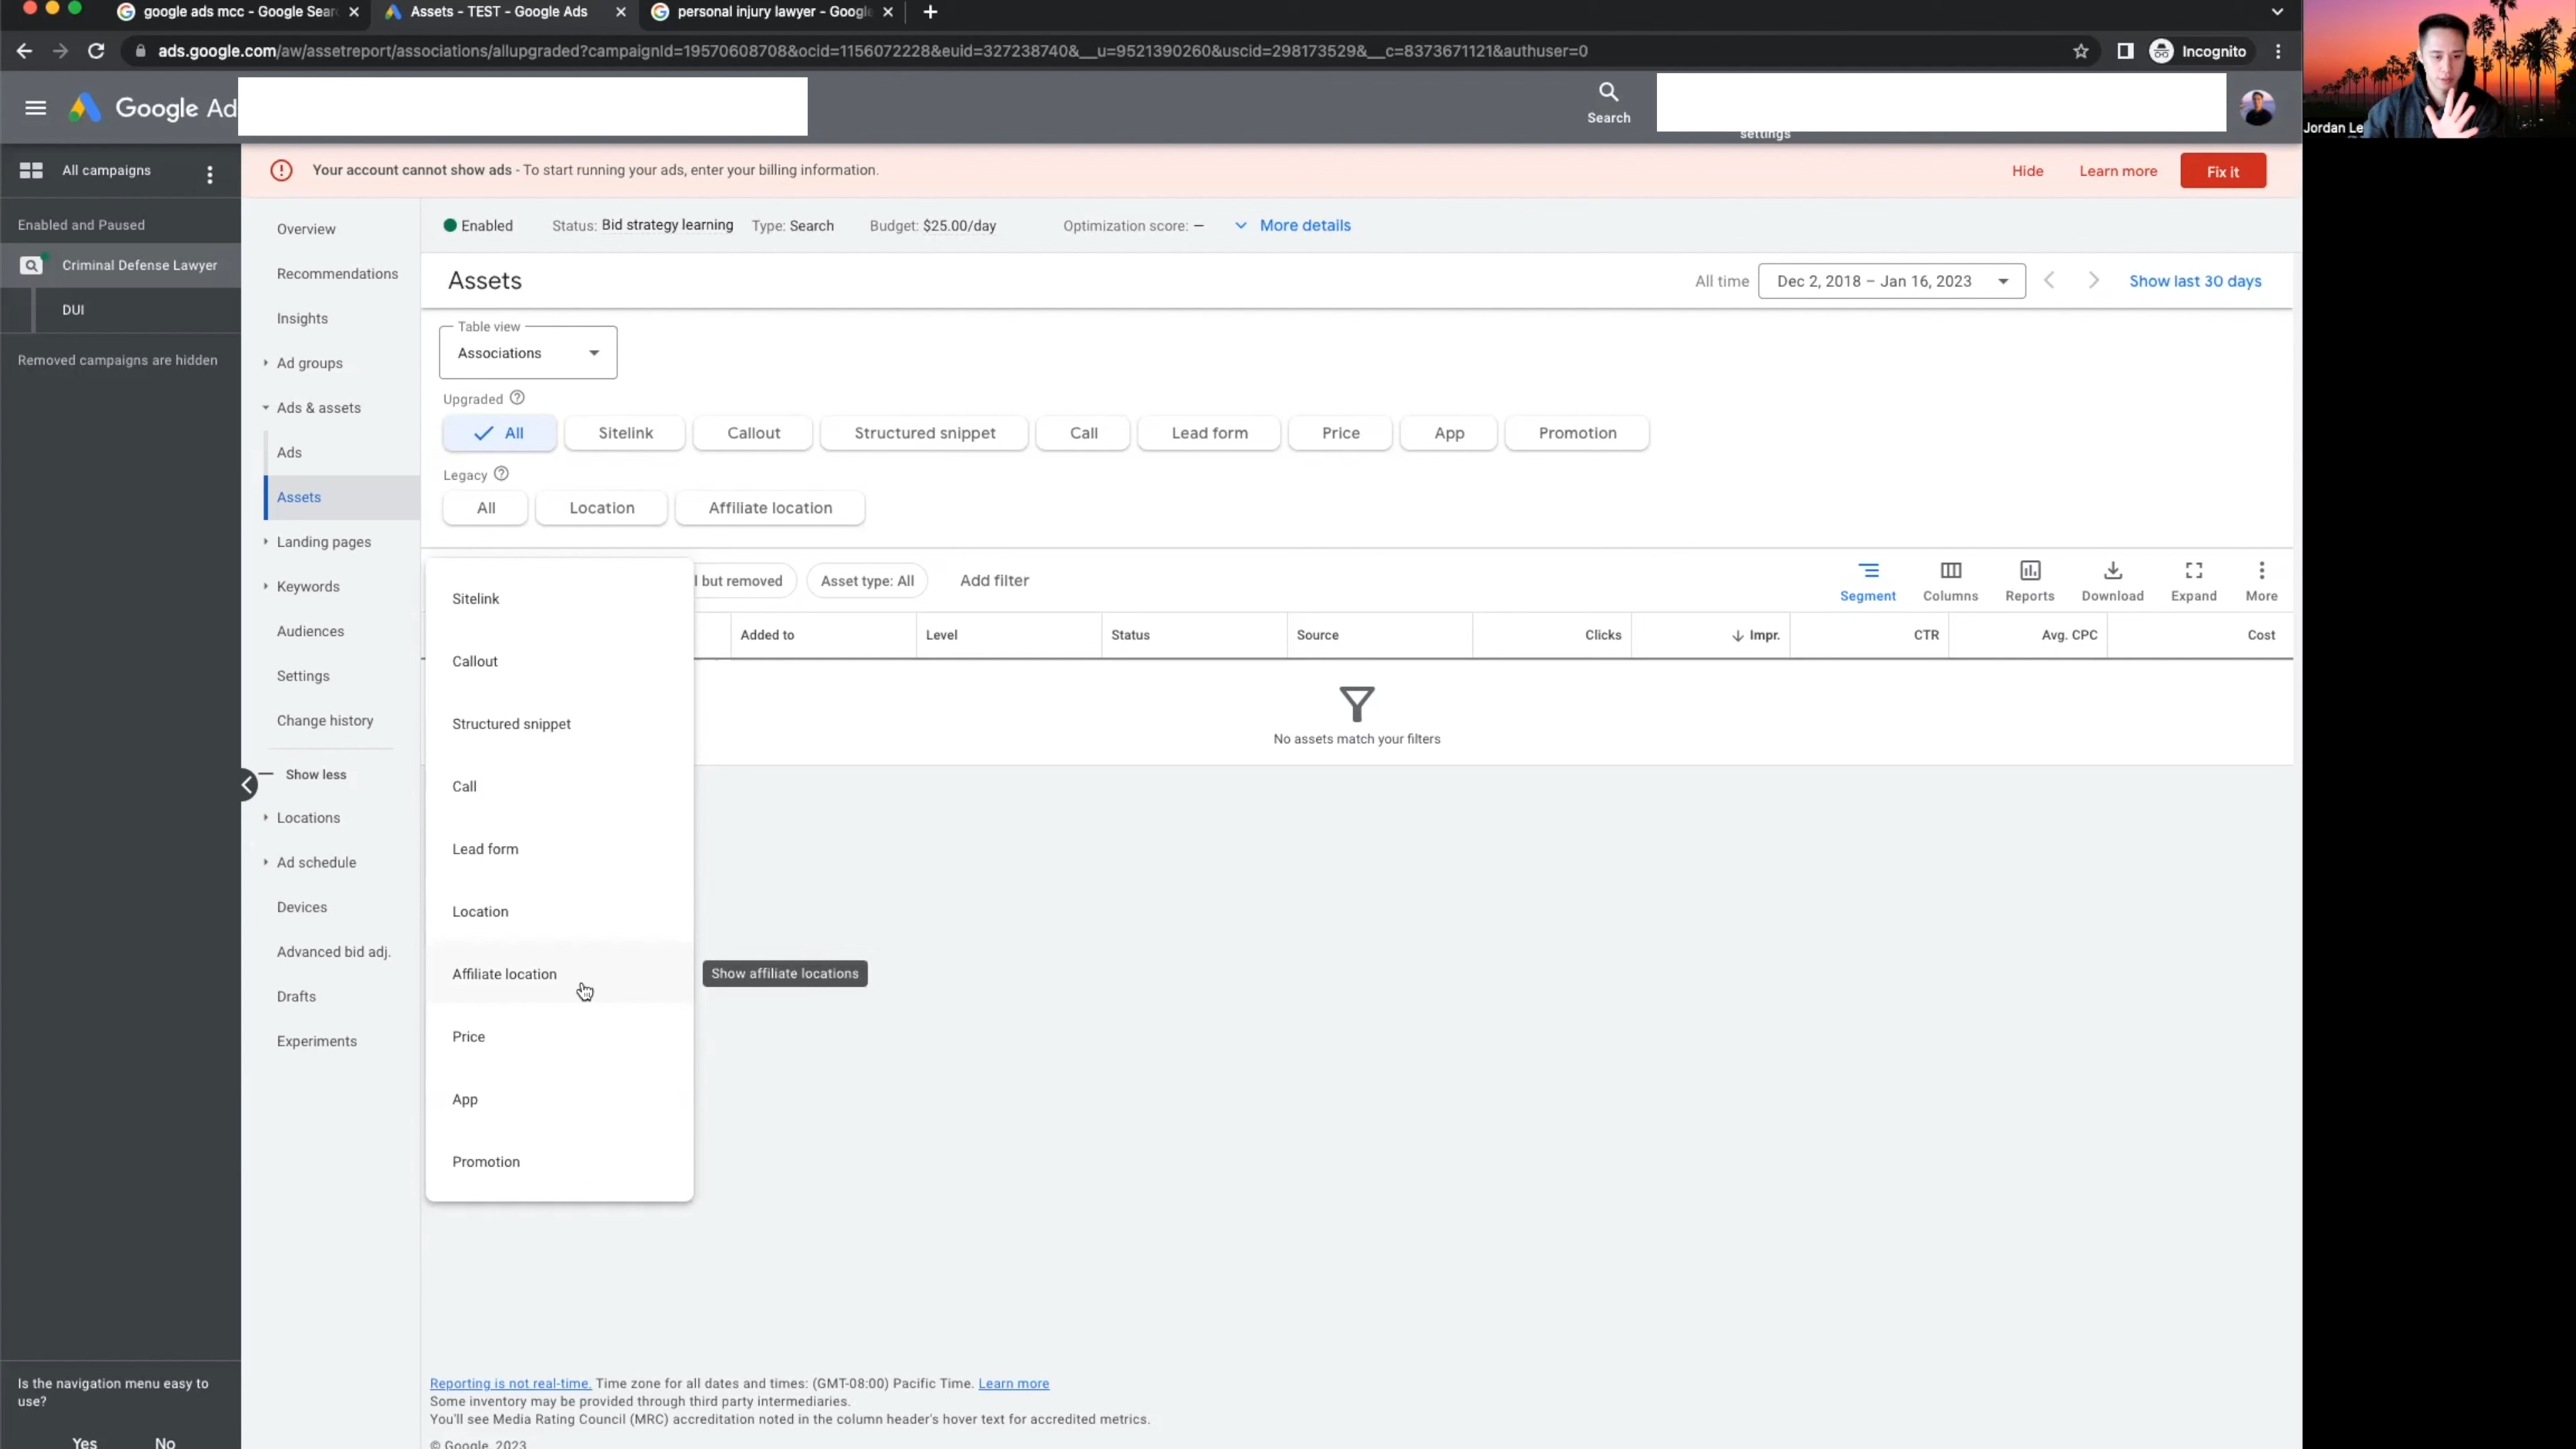 google ads mcc - Google Sear
Assets - TEST - Google Ads
personal injury lawyer - Google
ads.google.com/aw/assetreport/associations/allupgraded?campaignId=19570608708&ocid=1156072228&euid=327238740&__u=9521390260&uscid=298173529&__c=8373671121&authuser=0
Incognito
Google Ad
Search
settings
Jordan Le
All campaigns
Your account cannot show ads - To start running your ads, enter your billing information.
Hide
Learn more
Fix it
Enabled and Paused
Criminal Defense Lawyer
DUI
Removed campaigns are hidden
Overview
Recommendations
Insights
Ad groups
Ads & assets
Ads
Assets
Landing pages
Keywords
Audiences
Settings
Change history
Show less
Locations
Ad schedule
Devices
Advanced bid adj.
Drafts
Experiments
Enabled
Status: Bid strategy learning
Type: Search
Budget: $25.00/day
Optimization score: –
More details
Assets
All time
Dec 2, 2018 – Jan 16, 2023
Show last 30 days
Table view
Associations
Upgraded
All
Sitelink
Callout
Structured snippet
Call
Lead form
Price
App
Promotion
Legacy
All
Location
Affiliate location
l but removed
Asset type: All
Add filter
Segment
Columns
Reports
Download
Expand
More
Added to
Level
Status
Source
Clicks
Impr.
CTR
Avg. CPC
Cost
No assets match your filters
Sitelink
Callout
Structured snippet
Call
Lead form
Location
Affiliate location
Show affiliate locations
Price
App
Promotion
Reporting is not real-time. Time zone for all dates and times: (GMT-08:00) Pacific Time. Learn more
Some inventory may be provided through third party intermediaries.
You'll see Media Rating Council (MRC) accreditation noted in the column header's hover text for accredited metrics.
© Google, 2023
Is the navigation menu easy to
use?
Yes
No